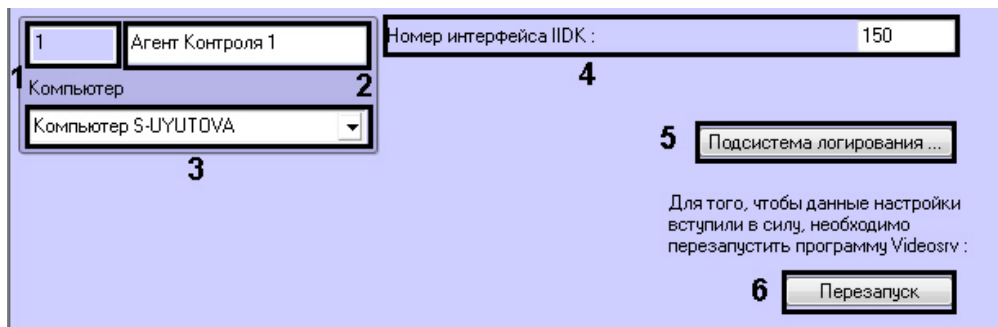 1
Агент Контроля 1
Номер интерфейса IIDK :
150
1
2
4
Компьютер
Компьютер S-UYUTOVA
3
5
Подсистема логирования ...
Для того, чтобы данные настройки
вступили в силу, необходимо
перезапустить программу Videosrv :
6
Перезапуск